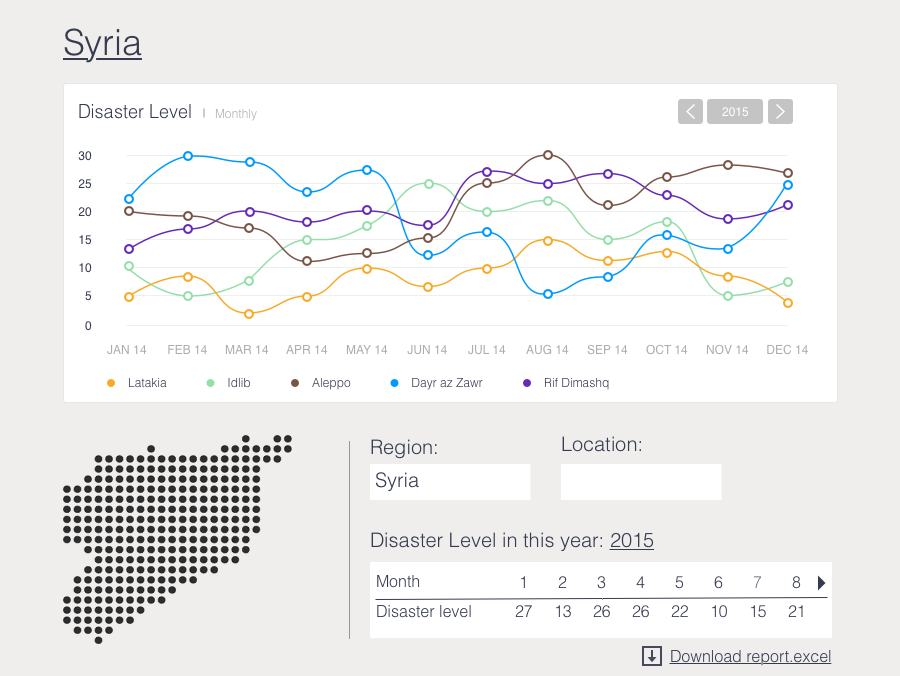 Syria
Disaster Level | Monthly
2015
30
25
20
15
10
5
0
JAN 14 FEB 14 MAR 14 APR 14 MAY 14 JUN 14 JUL 14 AUG 14 SEP 14 OCT 14 NOV 14 DEC 14
Latakia Idlib Aleppo Dayr az Zawr Rif Dimashq
Region: Location:
Syria
Disaster Level in this year: 2015
Month 1 2 3 4 5 6 7 8
Disaster level 27 13 26 26 22 10 15 21
Download report.excel